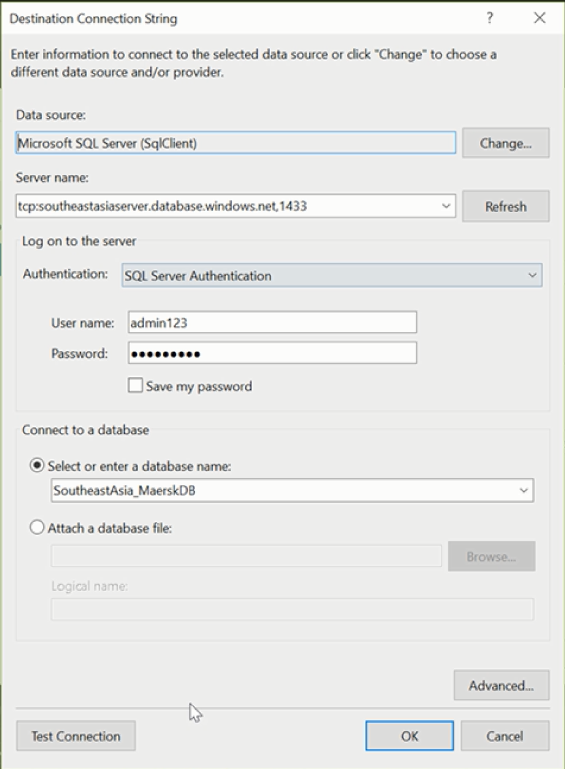 Destination Connection String
?
Enter information to connect to the selected data source or click "Change" to choose a
different data source and/or provider.
Data source:
Microsoft SQL Server (SqlClient)
Change...
Server name:
tcp:southeastasiaserver.database.windows.net,1433
Refresh
Log on to the server
Authentication:
SQL Server Authentication
User name:
admin123
Password:
●●●●●●●●●
Save my password
Connect to a database
Select or enter a database name:
SoutheastAsia_MaerskDB
Attach a database file:
Browse...
Logical name:
Advanced...
Test Connection
OK
Cancel